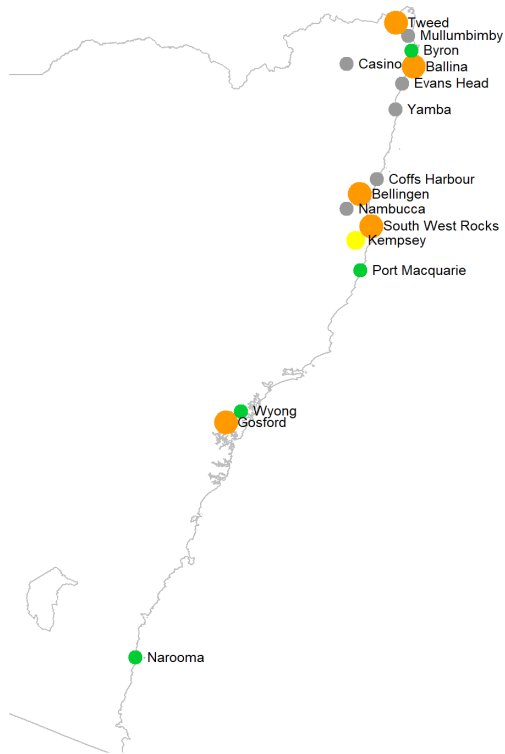 Tweed
Mullumbimby
Byron
Casino
Ballina
Evans Head
Yamba
Coffs Harbour
Bellingen
Nambucca
South West Rocks
Kempsey
Port Macquarie
Wyong
Gosford
Narooma